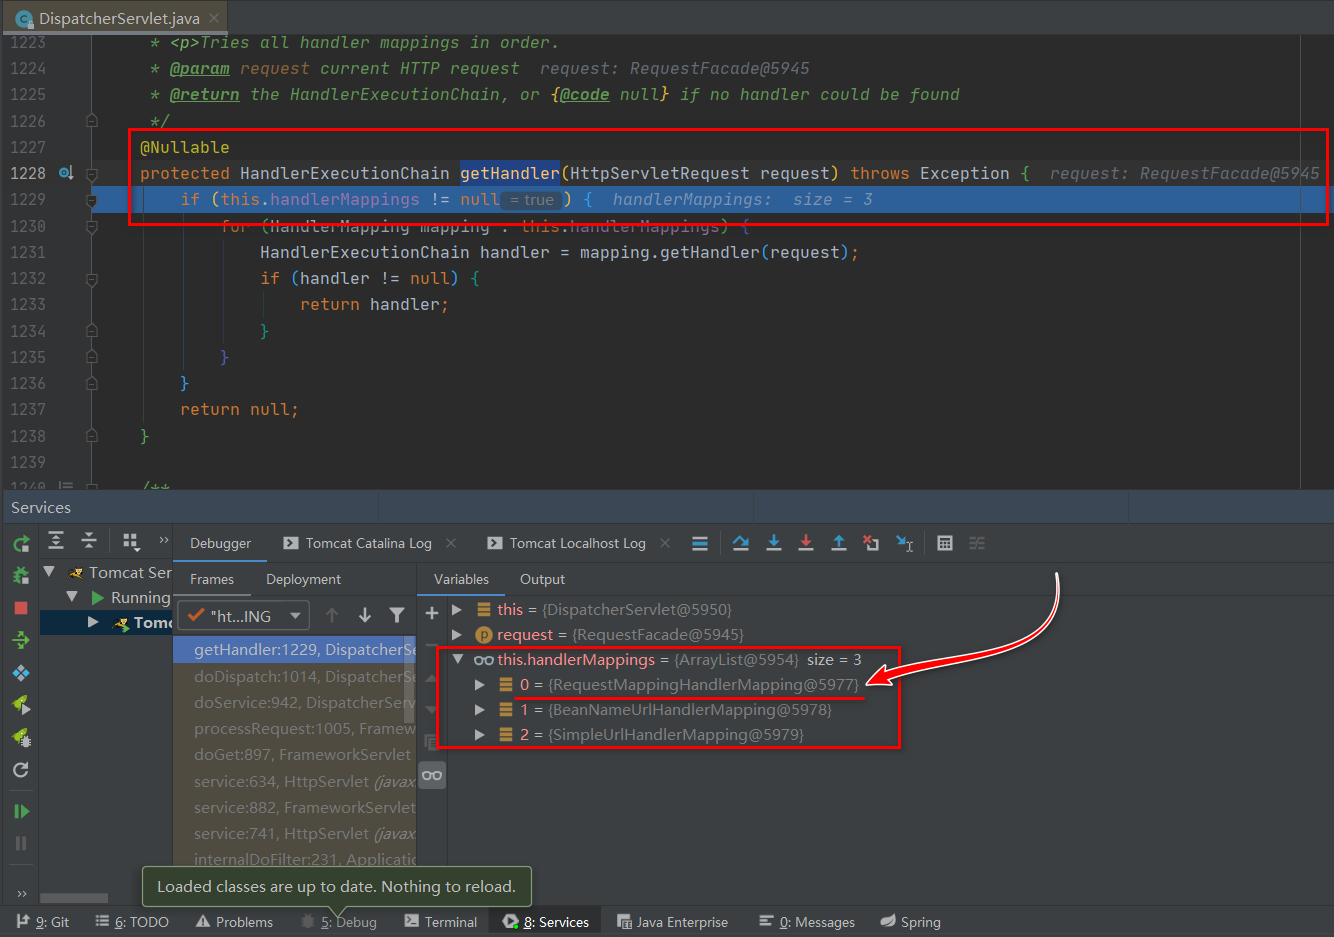 DispatcherServlet.java
1223 * <p>Tries all handler mappings in order.
1224 * @param request current HTTP request request: RequestFacade@5945
1225 * @return the HandlerExecutionChain, or {@code null} if no handler could be found
1226 */
1227 @Nullable
1228 protected HandlerExecutionChain getHandler(HttpServletRequest request) throws Exception { request: RequestFacade@5945
1229 if (this.handlerMappings != null = true ) { handlerMappings: size = 3
1230 for (HandlerMapping mapping : this.handlerMappings) {
1231 HandlerExecutionChain handler = mapping.getHandler(request);
1232 if (handler != null) {
1233 return handler;
1234 }
1235 }
1236 }
1237 return null;
1238 }
1239
1240 /**
Services
Debugger Tomcat Catalina Log Tomcat Localhost Log
Tomcat Ser
Running
Tomc
Frames Deployment
"ht...ING
getHandler:1229, DispatcherSe
doDispatch:1014, DispatcherSe
doService:942, DispatcherServ
processRequest:1005, Framew
doGet:897, FrameworkServlet
service:634, HttpServlet (javax
service:882, FrameworkServlet
service:741, HttpServlet (javax
internalDoFilter:231, Applicatic
Variables Output
this = {DispatcherServlet@5950}
request = {RequestFacade@5945}
this.handlerMappings = {ArrayList@5954} size = 3
0 = {RequestMappingHandlerMapping@5977}
1 = {BeanNameUrlHandlerMapping@5978}
2 = {SimpleUrlHandlerMapping@5979}
Loaded classes are up to date. Nothing to reload.
9: Git 6: TODO Problems 5: Debug Terminal 8: Services Java Enterprise 0: Messages Spring